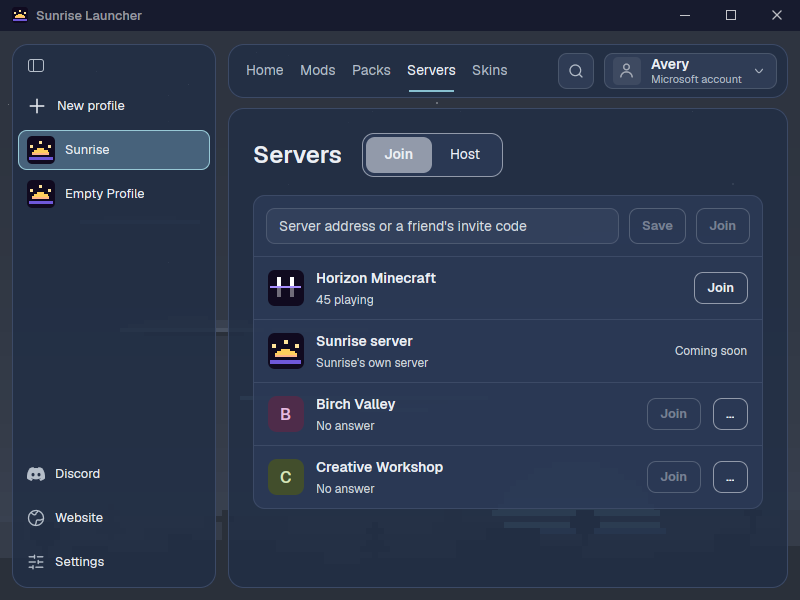 Sunrise Launcher
New profile
Sunrise
Empty Profile
Discord
Website
Settings
Home Mods Packs Servers Skins
Avery
Microsoft account
Servers
Join Host
Server address or a friend's invite code Save Join
Horizon Minecraft
45 playing
Join
Sunrise server
Sunrise's own server
Coming soon
B
Birch Valley
No answer
Join ...
C
Creative Workshop
No answer
Join ...